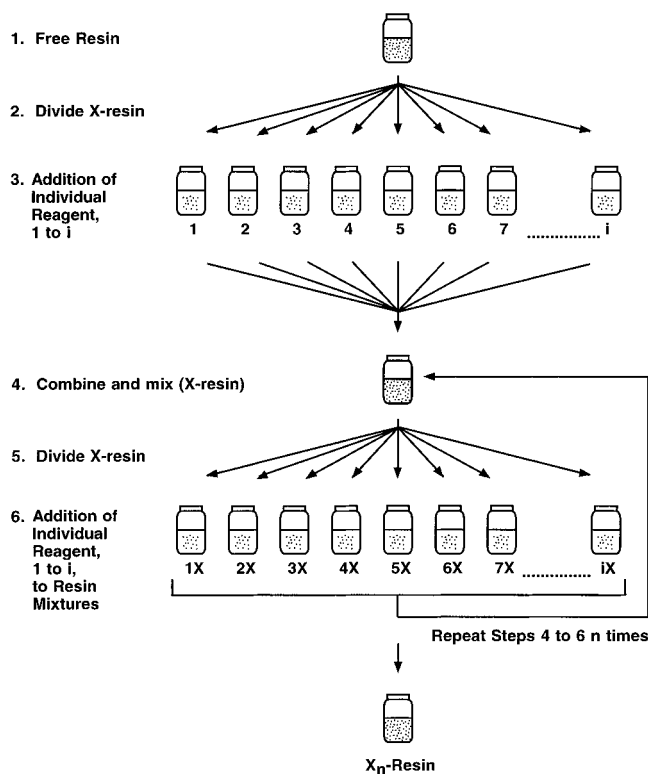 1. Free Resin
2. Divide X-resin
3. Addition of
Individual
Reagent,
1 to i
1 2 3 4 5 6 7 ............... i
4. Combine and mix (X-resin)
5. Divide X-resin
6. Addition of
Individual
Reagent,
1 to i,
to Resin
Mixtures
1X 2X 3X 4X 5X 6X 7X ............... iX
Repeat Steps 4 to 6 n times
Xn-Resin